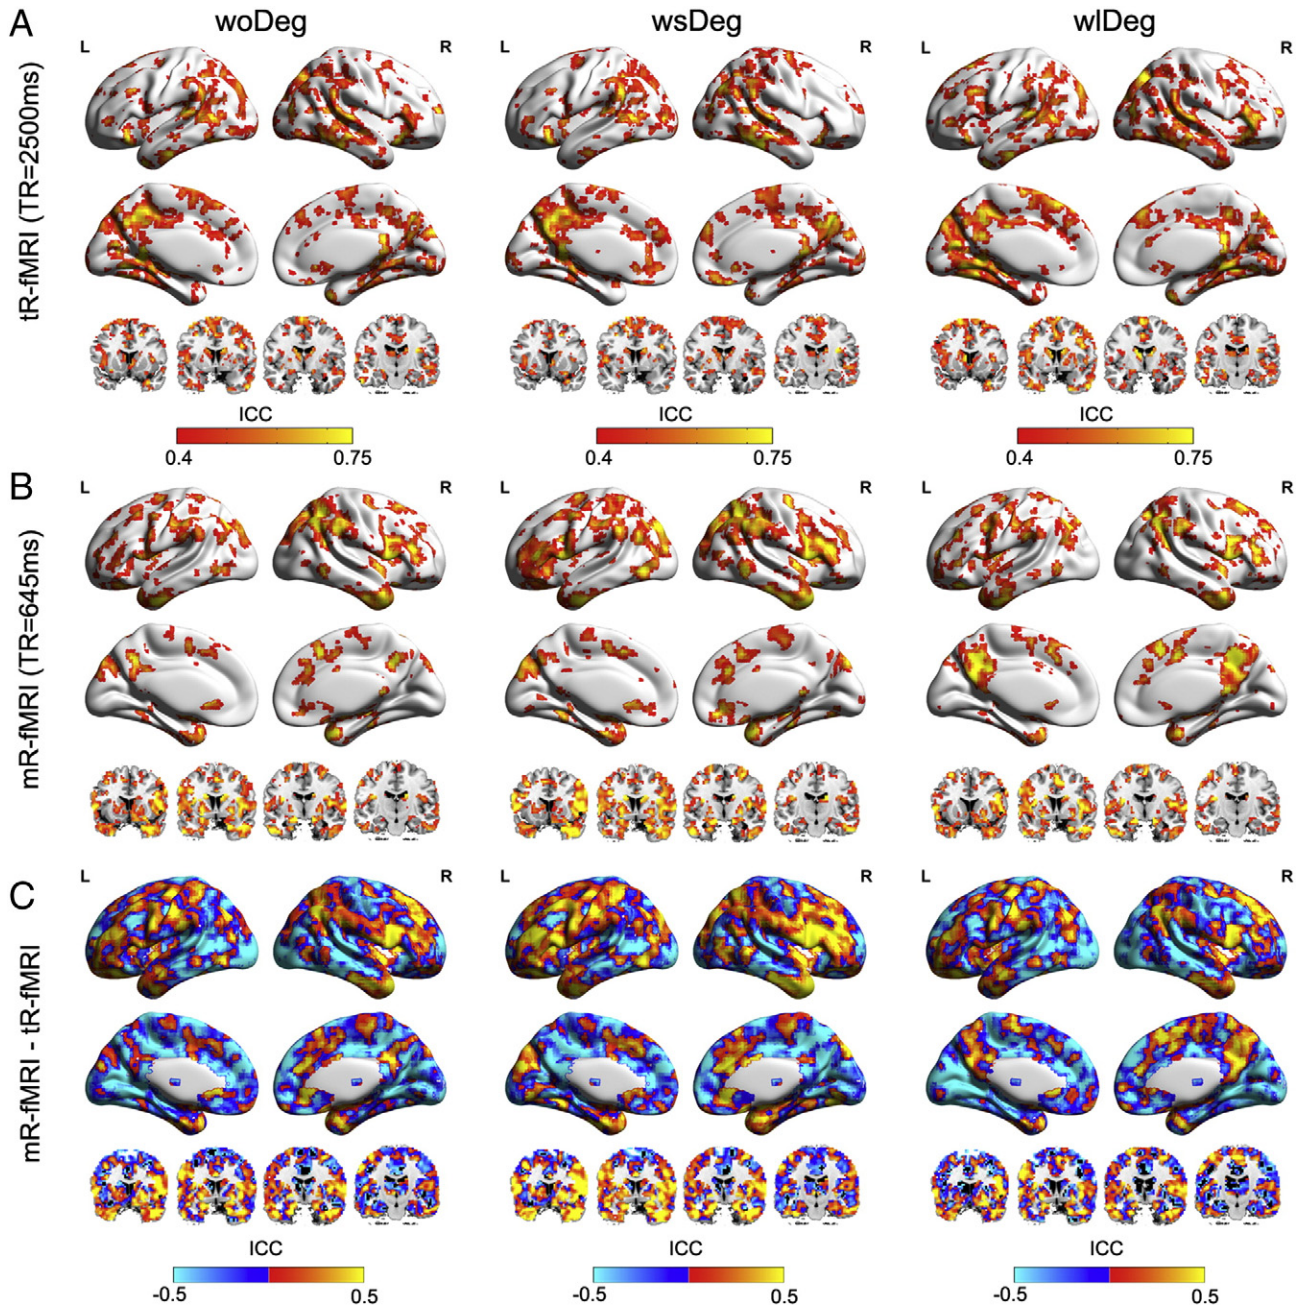 A
woDeg
wsDeg
wlDeg
L
R
L
R
L
R
tR-fMRI (TR=2500ms)
ICC
ICC
ICC
0.4
0.75
0.4
0.75
0.4
0.75
B
L
R
L
R
L
R
mR-fMRI (TR=645ms)
C
L
R
L
R
L
R
mR-fMRI - tR-fMRI
ICC
ICC
ICC
-0.5
0.5
-0.5
0.5
-0.5
0.5